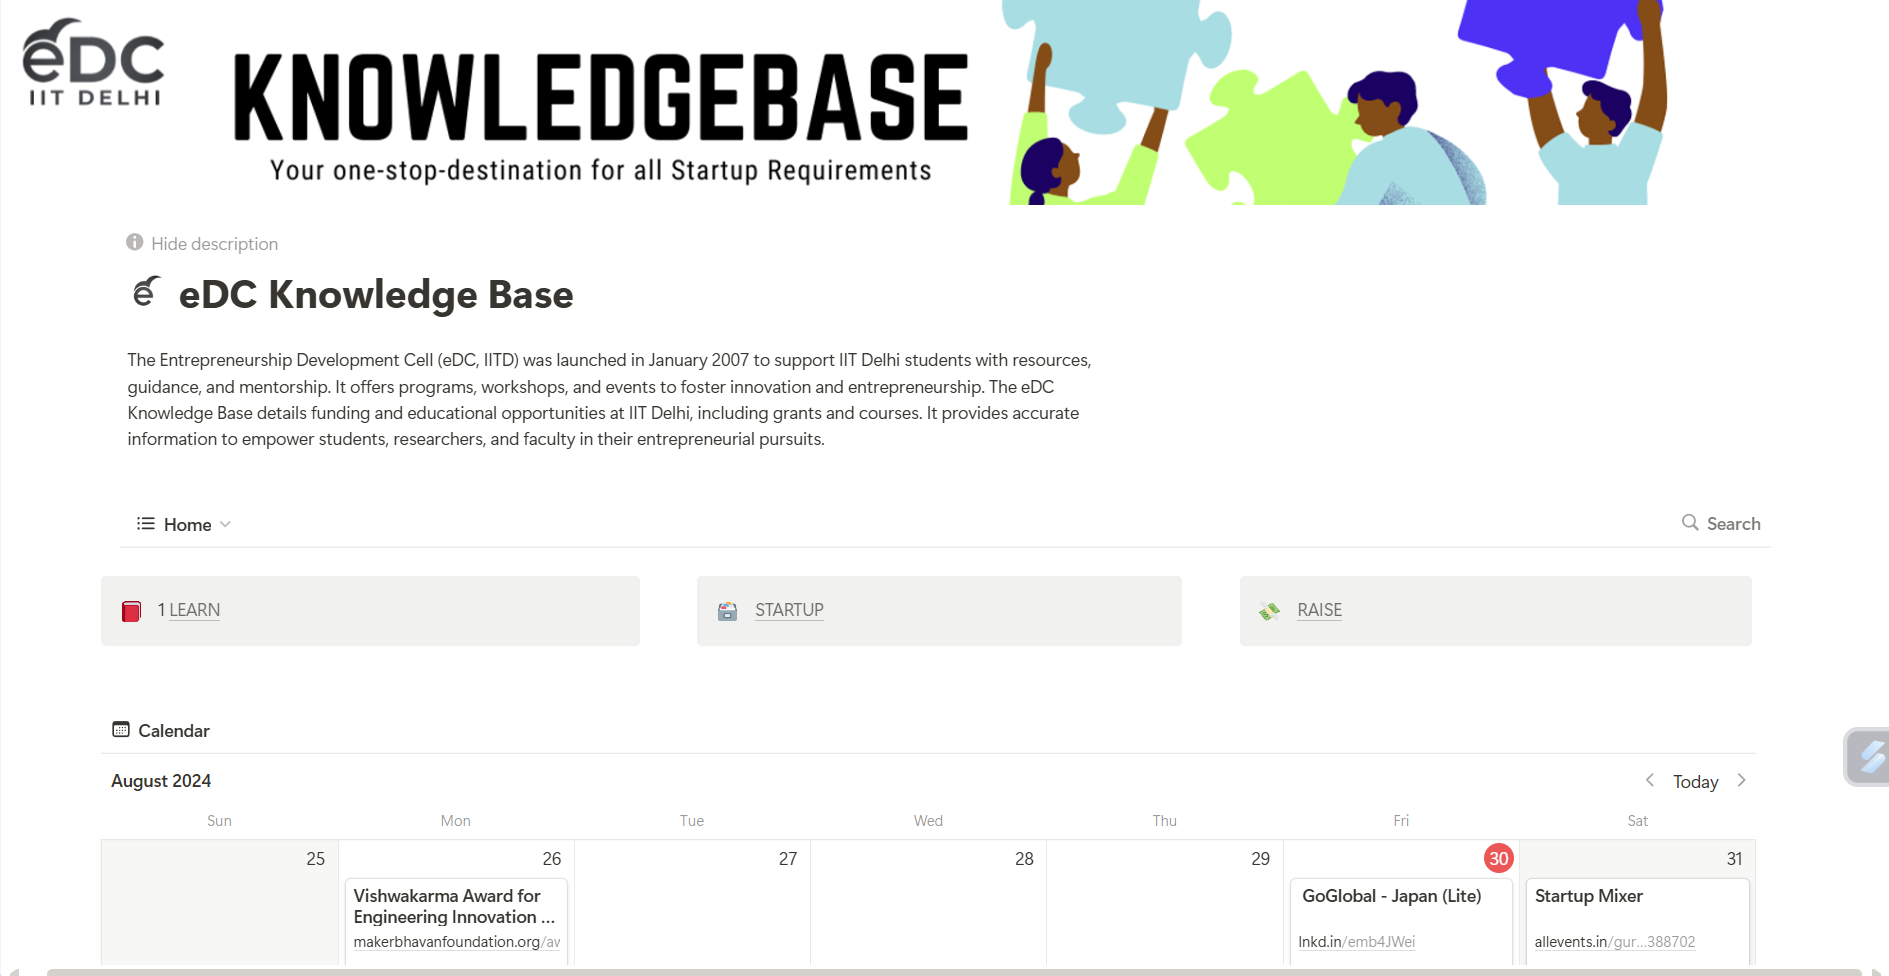 eDC
IIT DELHI
KNOWLEDGEBASE
Your one-stop-destination for all Startup Requirements
Hide description
eDC Knowledge Base
The Entrepreneurship Development Cell (eDC, IITD) was launched in January 2007 to support IIT Delhi students with resources,
guidance, and mentorship. It offers programs, workshops, and events to foster innovation and entrepreneurship. The eDC
Knowledge Base details funding and educational opportunities at IIT Delhi, including grants and courses. It provides accurate
information to empower students, researchers, and faculty in their entrepreneurial pursuits.
Home
Search
1 LEARN
STARTUP
RAISE
Calendar
August 2024
Today
Sun Mon Tue Wed Thu Fri Sat
25 26 27 28 29 30 31
Vishwakarma Award for
Engineering Innovation ...
makerbhavanfoundation.org/av
GoGlobal - Japan (Lite)
lnkd.in/emb4JWei
Startup Mixer
allevents.in/gur...388702